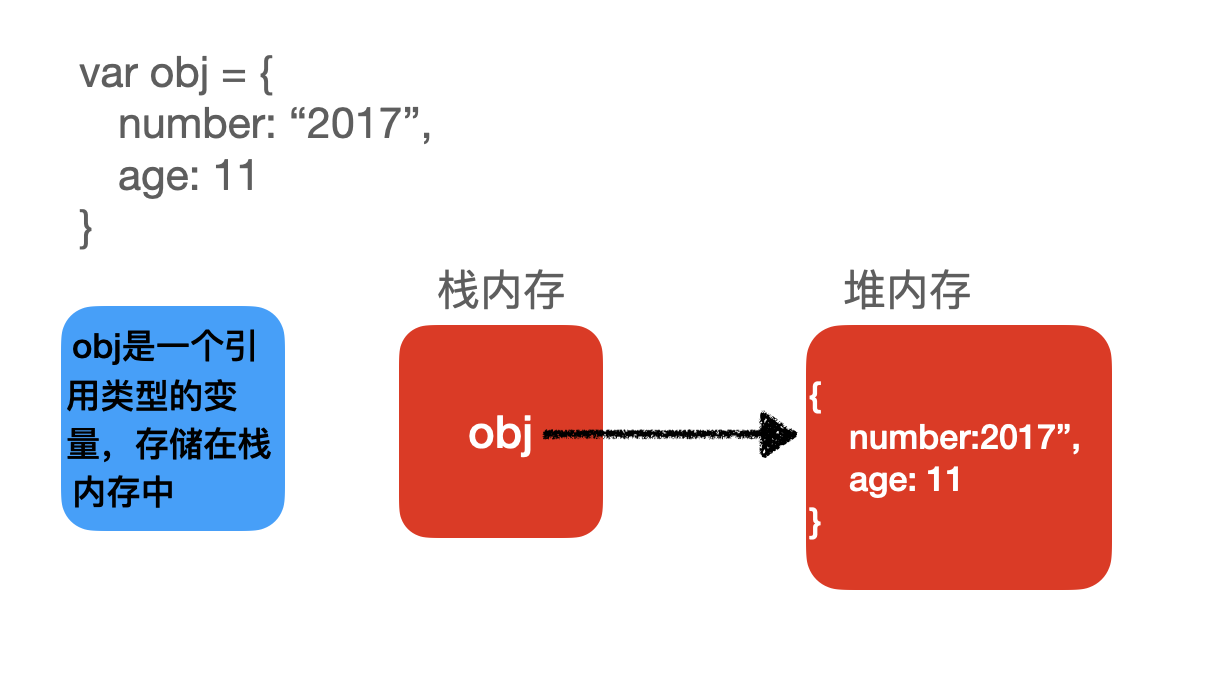 var obj = {
number: “2017”,
age: 11
}
栈内存
堆内存
obj是一个引
用类型的变
量，存储在栈
内存中
obj
{
number:2017”,
age: 11
}